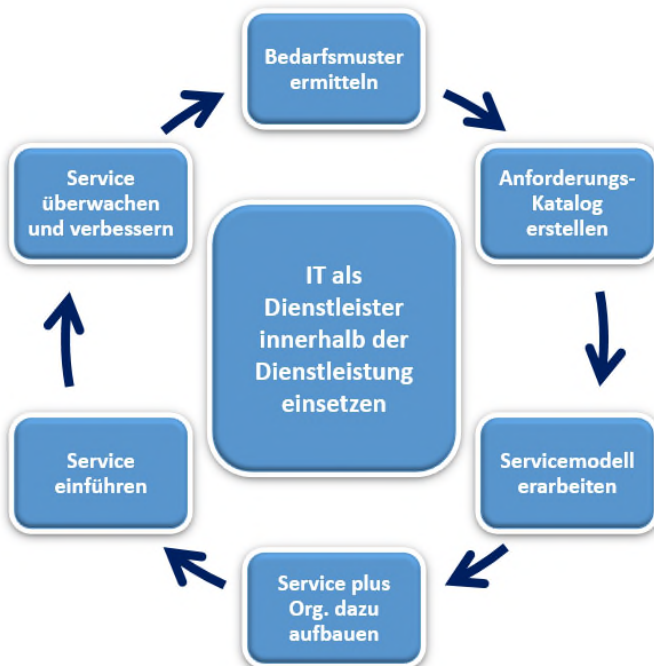 Bedarfsmuster
ermitteln
Anforderungs-
Katalog
erstellen
Servicemodell
erarbeiten
Service plus
Org. dazu
aufbauen
Service
einführen
Service
überwachen
und verbessern
IT als
Dienstleister
innerhalb der
Dienstleistung
einsetzen